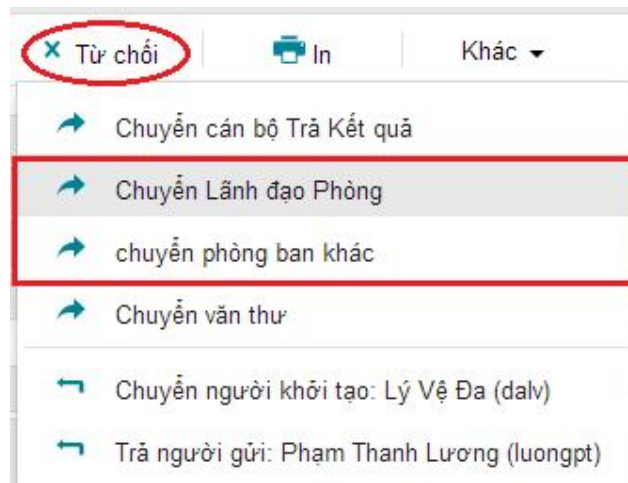 Từ chối In Khác
Chuyển cán bộ Trả Kết quả
Chuyển Lãnh đạo Phòng
chuyển phòng ban khác
Chuyển văn thư
Chuyển người khởi tạo: Lý Vệ Đa (dalv)
Trả người gửi: Phạm Thanh Lương (luongpt)